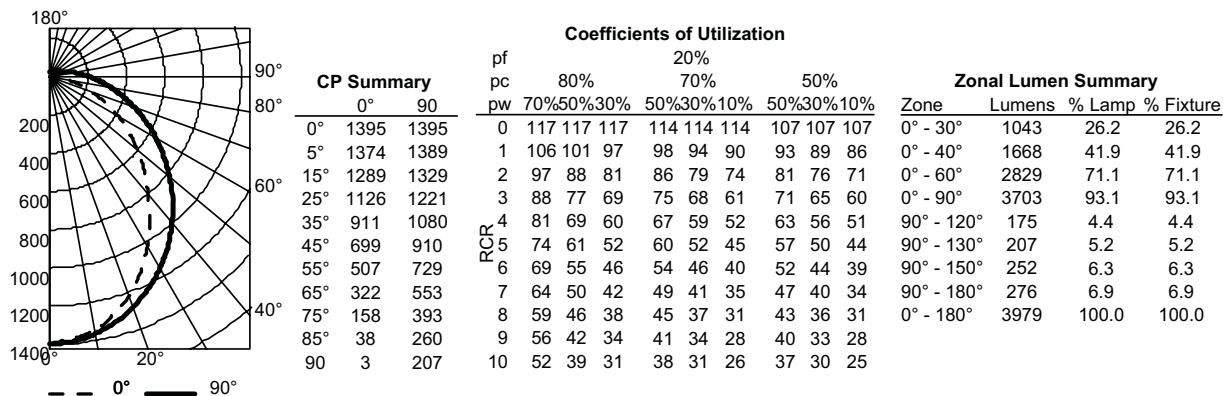 180°
90°
80°
60°
40°
20°
0°
200
400
600
800
1000
1200
1400
0° 90°
CP Summary
0° 90
0° 1395 1395
5° 1374 1389
15° 1289 1329
25° 1126 1221
35° 911 1080
45° 699 910
55° 507 729
65° 322 553
75° 158 393
85° 38 260
90 3 207
Coefficients of Utilization
pf 20%
pc 80% 70% 50%
pw 70%50%30% 50%30%10% 50%30%10%
RCR
0 117 117 117 114 114 114 107 107 107
1 106 101 97 98 94 90 93 89 86
2 97 88 81 86 79 74 81 76 71
3 88 77 69 75 68 61 71 65 60
4 81 69 60 67 59 52 63 56 51
5 74 61 52 60 52 45 57 50 44
6 69 55 46 54 46 40 52 44 39
7 64 50 42 49 41 35 47 40 34
8 59 46 38 45 37 31 43 36 31
9 56 42 34 41 34 28 40 33 28
10 52 39 31 38 31 26 37 30 25
Zonal Lumen Summary
Zone Lumens % Lamp % Fixture
0° - 30° 1043 26.2 26.2
0° - 40° 1668 41.9 41.9
0° - 60° 2829 71.1 71.1
0° - 90° 3703 93.1 93.1
90° - 120° 175 4.4 4.4
90° - 130° 207 5.2 5.2
90° - 150° 252 6.3 6.3
90° - 180° 276 6.9 6.9
0° - 180° 3979 100.0 100.0